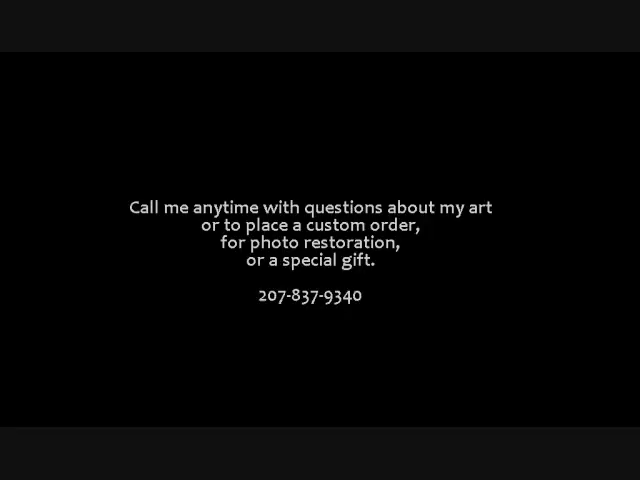 Call me anytime with questions about my art
or to place a custom order,
for photo restoration,
or a special gift.
207-837-9340